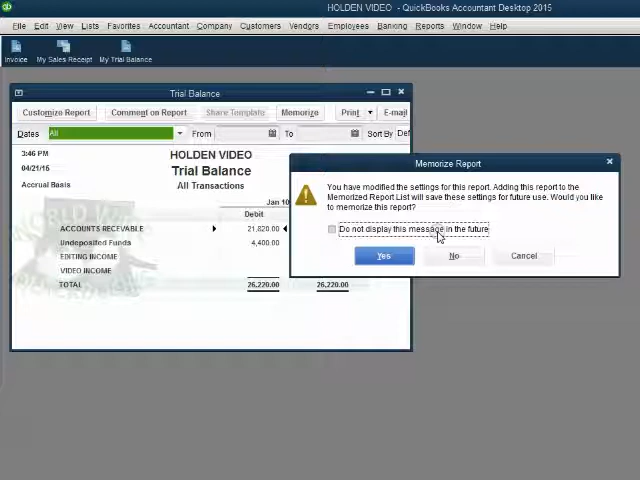 HOLDEN VIDEO - QuickBooks Accountant Desktop 2015
File Edit View Lists Favorites Accountant Company Customers Vendors Employees Banking Reports Window Help
Invoice My Sales Receipt My Trial Balance
Trial Balance
Customize Report Comment on Report Share Template Memorize Print E-mail
Dates All From To Sort By Def
3:46 PM
04/21/15
Accrual Basis
HOLDEN VIDEO
Trial Balance
All Transactions
Jan 10
Debit
ACCOUNTS RECEIVABLE 21,820.00
Undeposited Funds 4,400.00
EDITING INCOME
VIDEO INCOME
TOTAL 26,220.00 26,220.00
Memorize Report
You have modified the settings for this report. Adding this report to the
Memorized Report List will save these settings for future use. Would you like
to memorize this report?
Do not display this message in the future
Yes No Cancel